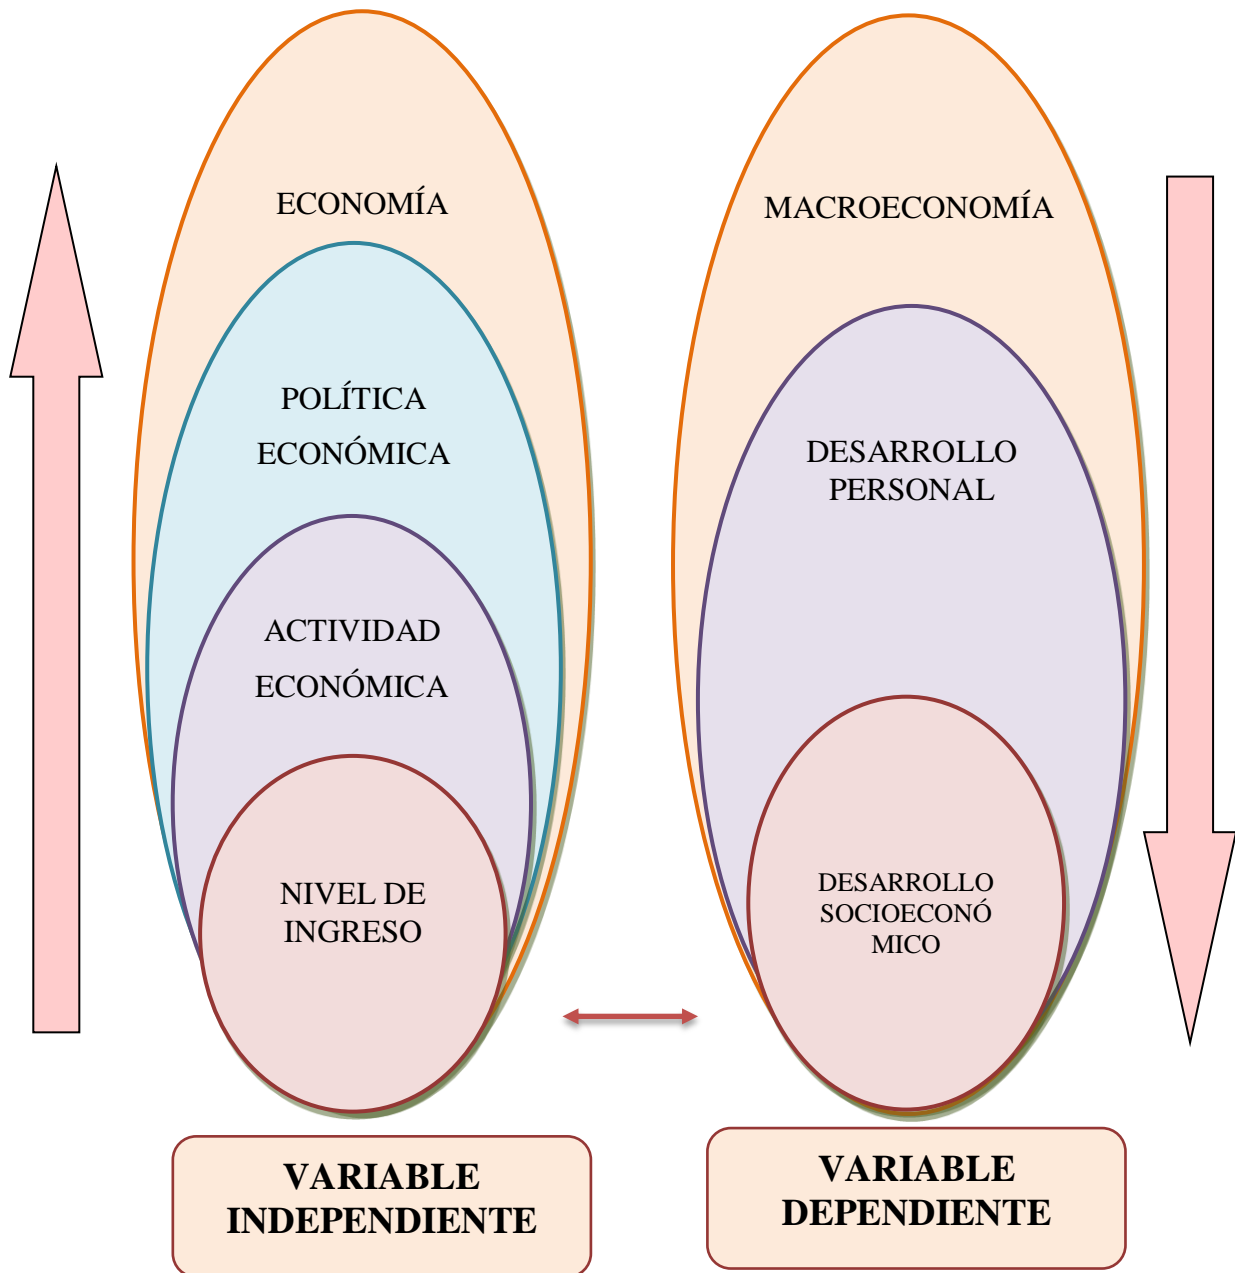 ECONOMÍA
POLÍTICA
ECONÓMICA
ACTIVIDAD
ECONÓMICA
NIVEL DE
INGRESO
VARIABLE
INDEPENDIENTE
MACROECONOMÍA
DESARROLLO
PERSONAL
DESARROLLO
SOCIOECONÓ
MICO
VARIABLE
DEPENDIENTE